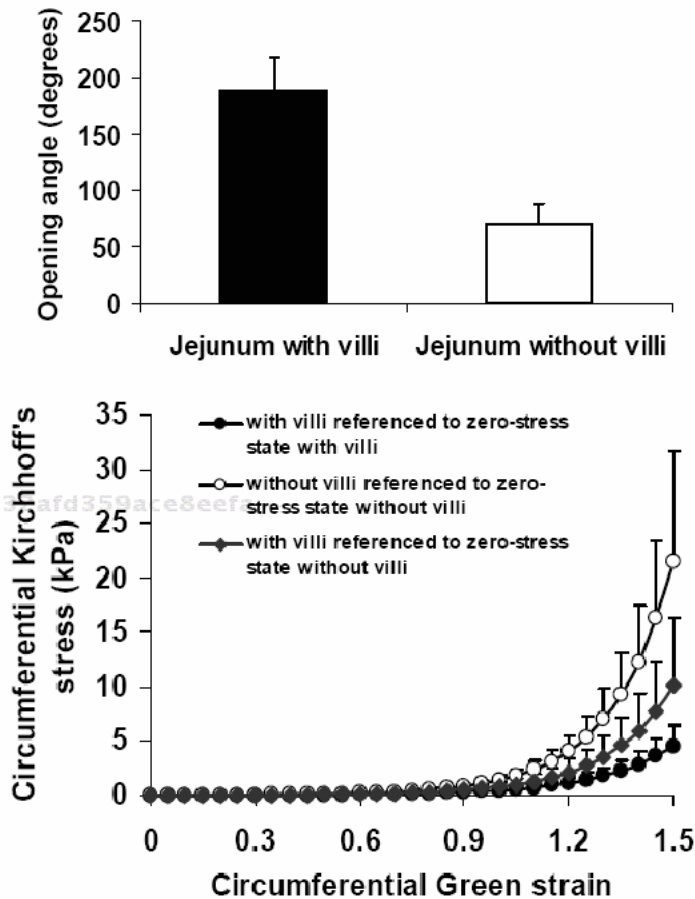 250
200
150
100
50
0
Opening angle (degrees)
Jejunum with villi
Jejunum without villi
35
30
25
20
15
10
5
0
Circumferential Kirchhoff's
stress (kPa)
with villi referenced to zero-stress
state with villi
without villi referenced to zero-
stress state without villi
with villi referenced to zero-stress
state without villi
0 0.3 0.6 0.9 1.2 1.5
Circumferential Green strain